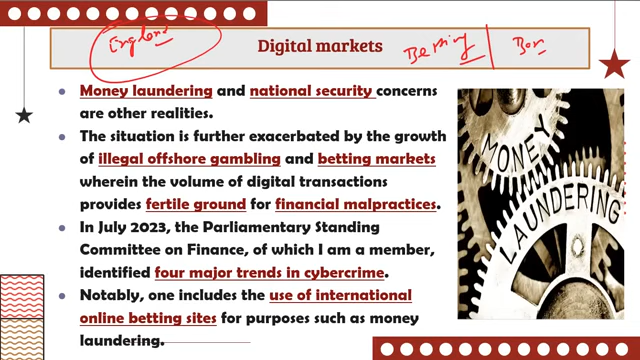 England
Digital markets
Betting
Ban
Money laundering and national security concerns
are other realities.
The situation is further exacerbated by the growth
of illegal offshore gambling and betting markets
wherein the volume of digital transactions
provides fertile ground for financial malpractices.
In July 2023, the Parliamentary Standing
Committee on Finance, of which I am a member,
identified four major trends in cybercrime.
Notably, one includes the use of international
online betting sites for purposes such as money
laundering.
MONEY
LAUNDERING